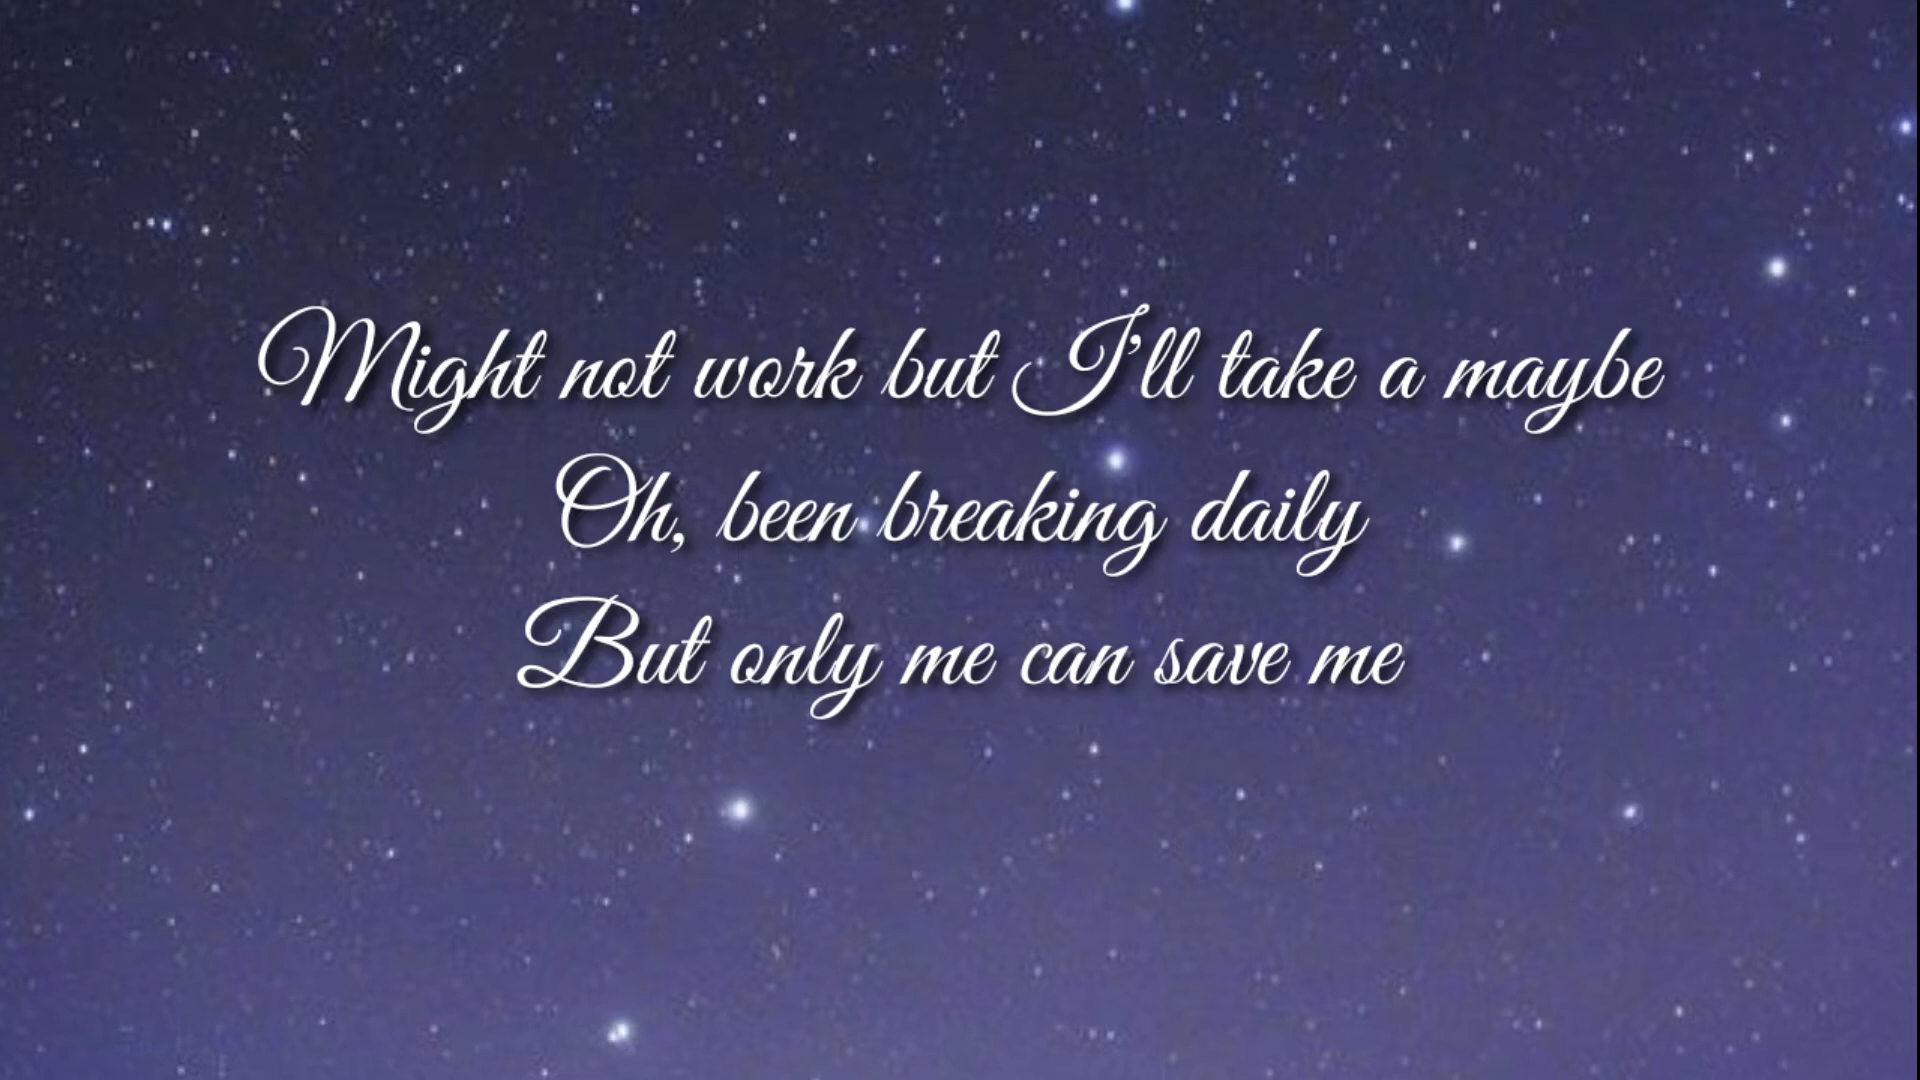 Might not work but I'll take a maybe
Oh, been breaking daily
But only me can save me